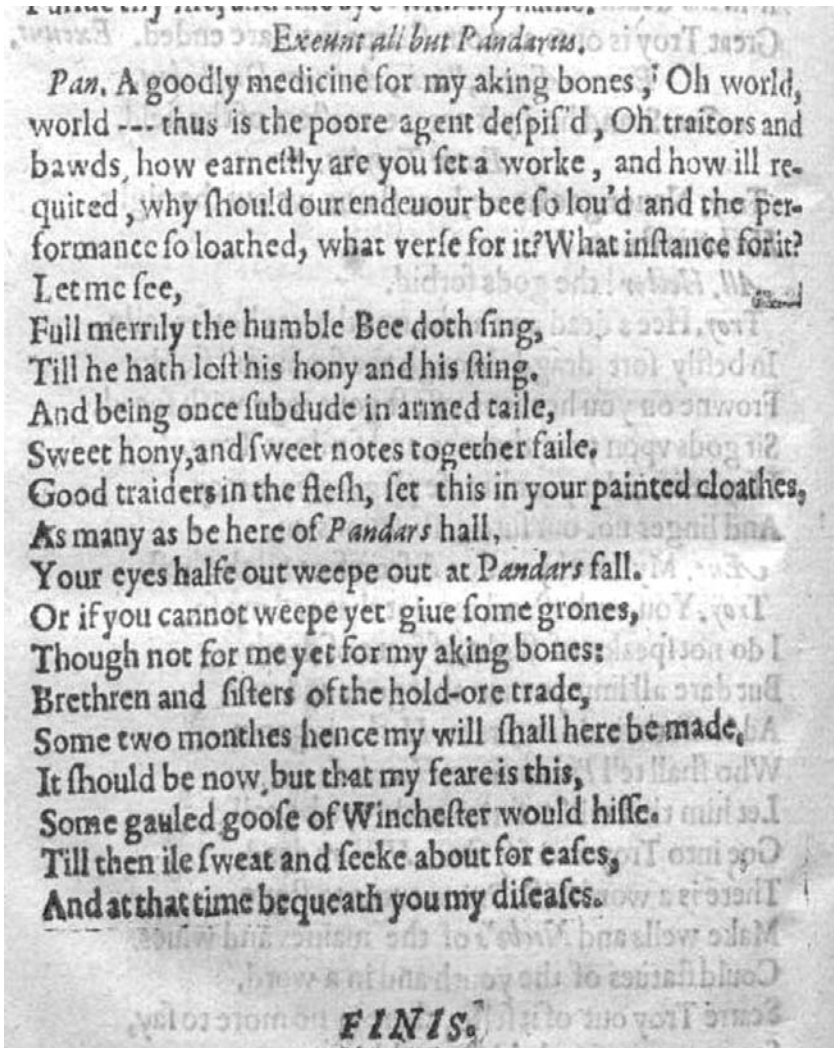 Exeunt all but Pandarus.
Pan. A goodly medicine for my aking bones, Oh world,
world --- thus is the poore agent deſpiſ'd, Oh traitors and
bawds, how earneſtly are you ſet a worke, and how ill re-
quited, why ſhould our endeuour bee ſo lou'd and the per-
formance ſo loathed, what verſe for it? What inſtance for it?
Let me ſee,
Full merrily the humble Bee doth ſing,
Till he hath loſt his hony and his ſting.
And being once ſubdude in armed taile,
Sweet hony, and ſweet notes together faile.
Good traiders in the fleſh, ſet this in your painted cloathes,
As many as be here of Pandars hall,
Your eyes halfe out weepe out at Pandars fall.
Or if you cannot weepe yet giue ſome grones,
Though not for me yet for my aking bones:
Brethren and ſiſters of the hold-ore trade,
Some two monthes hence my will ſhall here be made,
It ſhould be now, but that my feare is this,
Some gauled gooſe of Wincheſter would hiſſe.
Till then ile ſweat and ſeeke about for eaſes,
And at that time bequeath you my diſeaſes.
FINIS.